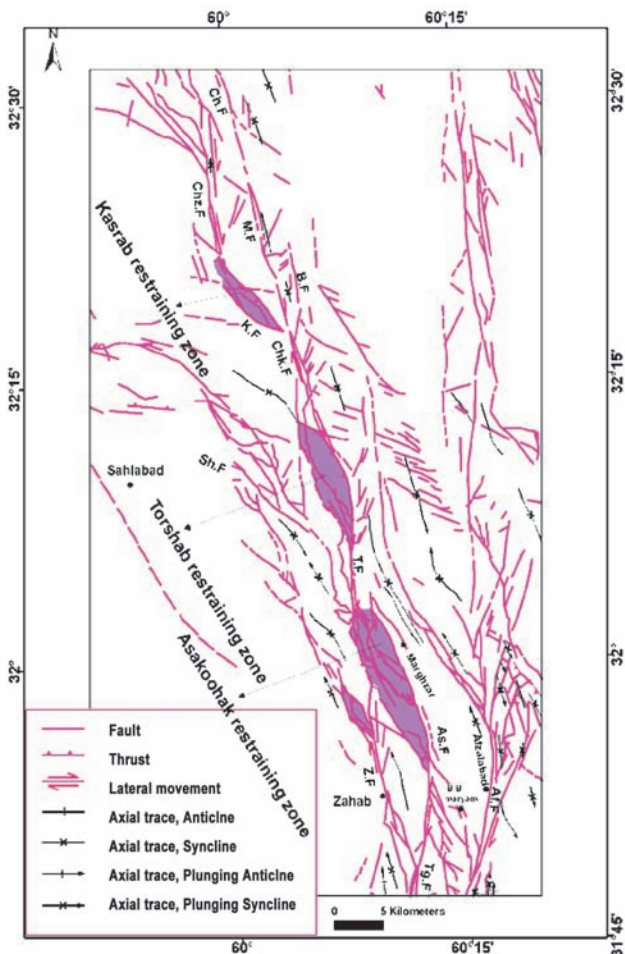 60°
60°15'
N
32°30'
32°30'
Ch.F
Chz.F
M.F
Kasrab restraining zone
B.F
K.F
Chk.F
32°15'
32°15'
Sh.F
Sahlabad
Torshab restraining zone
T.F
Asakoohak restraining zone
32°
32°
Marghzar
As.F
Afzalabad
Z.F
Zahab
Af.F
Tg.F
Fault
Thrust
Lateral movement
Axial trace, Anticlne
Axial trace, Syncline
Axial trace, Plunging Anticlne
Axial trace, Plunging Syncline
0 5 Kilometers
60°
60°15'
31°45'